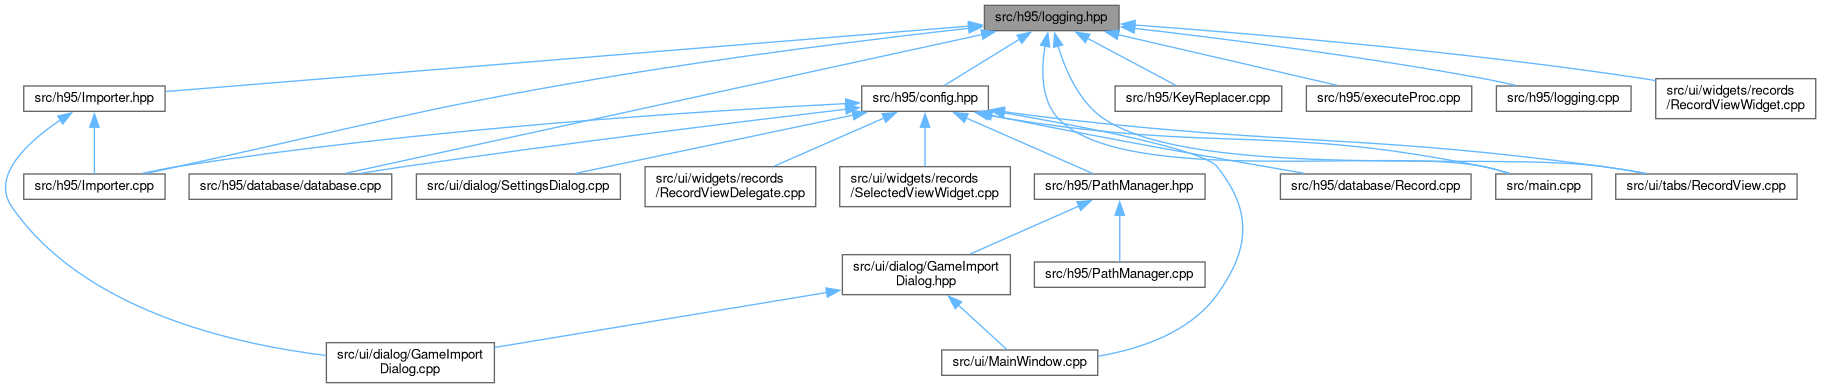 src/h95/logging.hpp
src/h95/Importer.hpp
src/h95/config.hpp
src/h95/KeyReplacer.cpp
src/h95/executeProc.cpp
src/h95/logging.cpp
src/ui/widgets/records
/RecordViewWidget.cpp
src/h95/Importer.cpp
src/h95/database/database.cpp
src/ui/dialog/SettingsDialog.cpp
src/ui/widgets/records
/RecordViewDelegate.cpp
src/ui/widgets/records
/SelectedViewWidget.cpp
src/h95/PathManager.hpp
src/h95/database/Record.cpp
src/main.cpp
src/ui/tabs/RecordView.cpp
src/ui/dialog/GameImport
Dialog.hpp
src/h95/PathManager.cpp
src/ui/dialog/GameImport
Dialog.cpp
src/ui/MainWindow.cpp